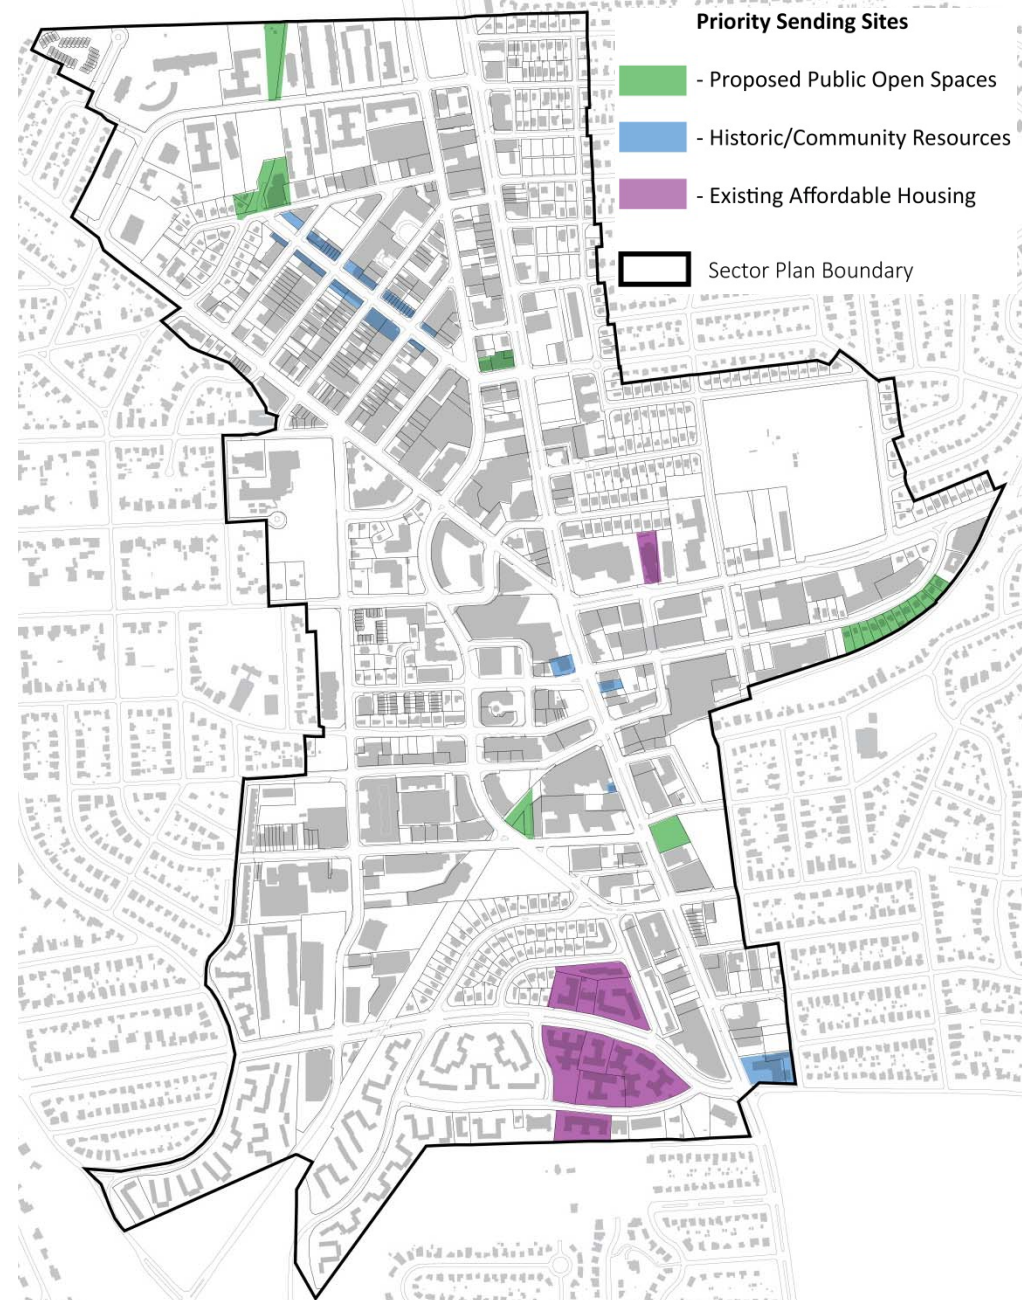 Priority Sending Sites
- Proposed Public Open Spaces
- Historic/Community Resources
- Existing Affordable Housing
Sector Plan Boundary